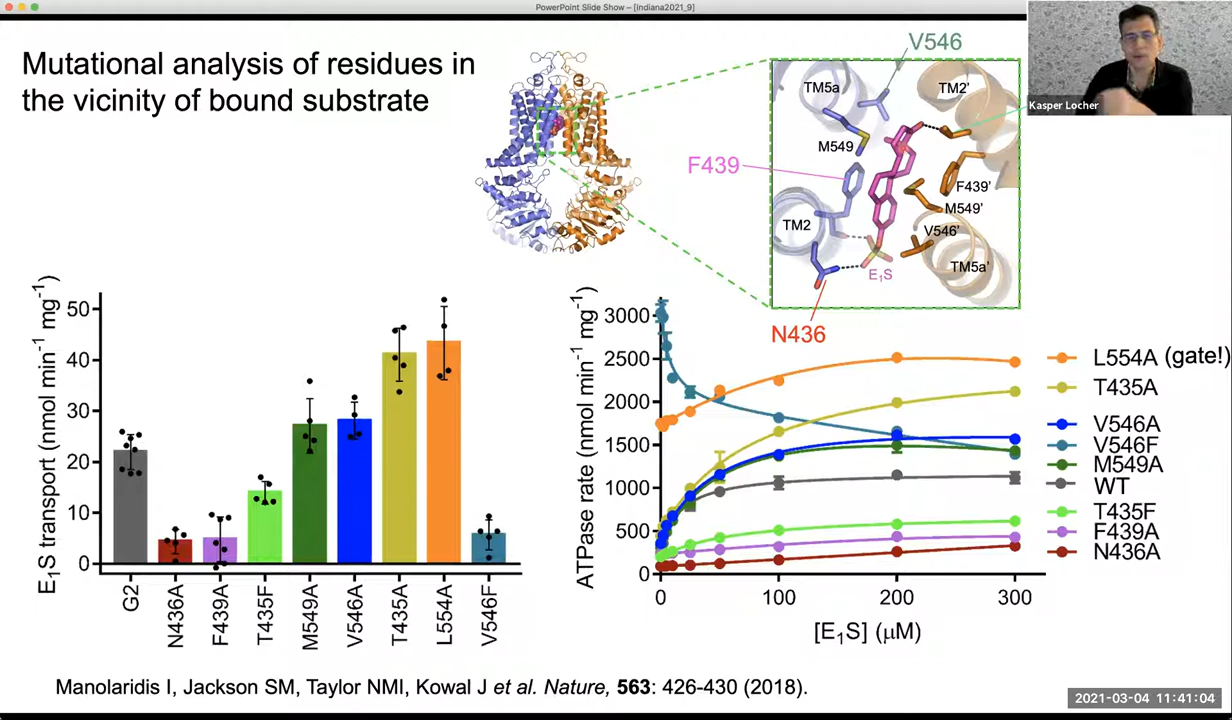 PowerPoint Slide Show – [Indiana2021_9]
Mutational analysis of residues in
the vicinity of bound substrate
Kasper Locher
V546
TM5a
TM2'
M549
F439
F439'
M549'
TM2
V546'
TM5a'
E1S
N436
E1S transport (nmol min-1 mg-1)
50
40
30
20
10
0
G2
N436A
F439A
T435F
M549A
V546A
T435A
L554A
V546F
ATPase rate (nmol min-1 mg-1)
3000
2500
2000
1500
1000
500
0
0
100
200
300
[E1S] (μM)
L554A (gate!)
T435A
V546A
V546F
M549A
WT
T435F
F439A
N436A
Manolaridis I, Jackson SM, Taylor NMI, Kowal J et al. Nature, 563: 426-430 (2018).
2021-03-04 11:41:04